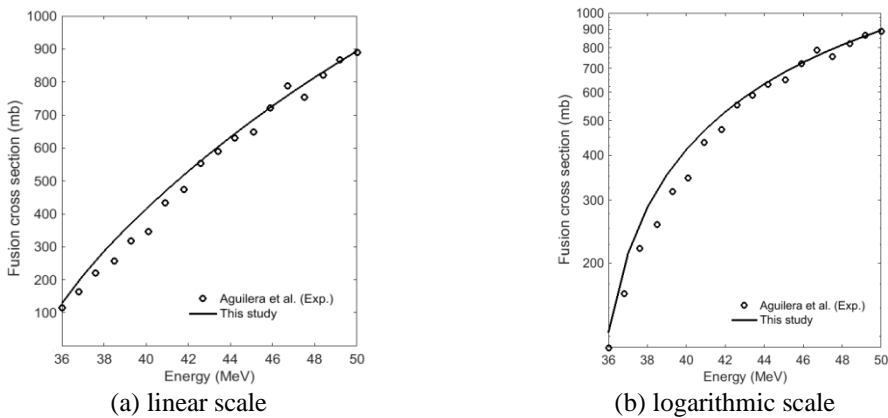 1000
900
800
700
600
500
400
300
200
100
36 38 40 42 44 46 48 50
Energy (MeV)
Fusion cross section (mb)
Aguilera et al. (Exp.)
This study
(a) linear scale
1000
900
800
700
600
500
400
300
200
36 38 40 42 44 46 48 50
Energy (MeV)
Fusion cross section (mb)
Aguilera et al. (Exp.)
This study
(b) logarithmic scale